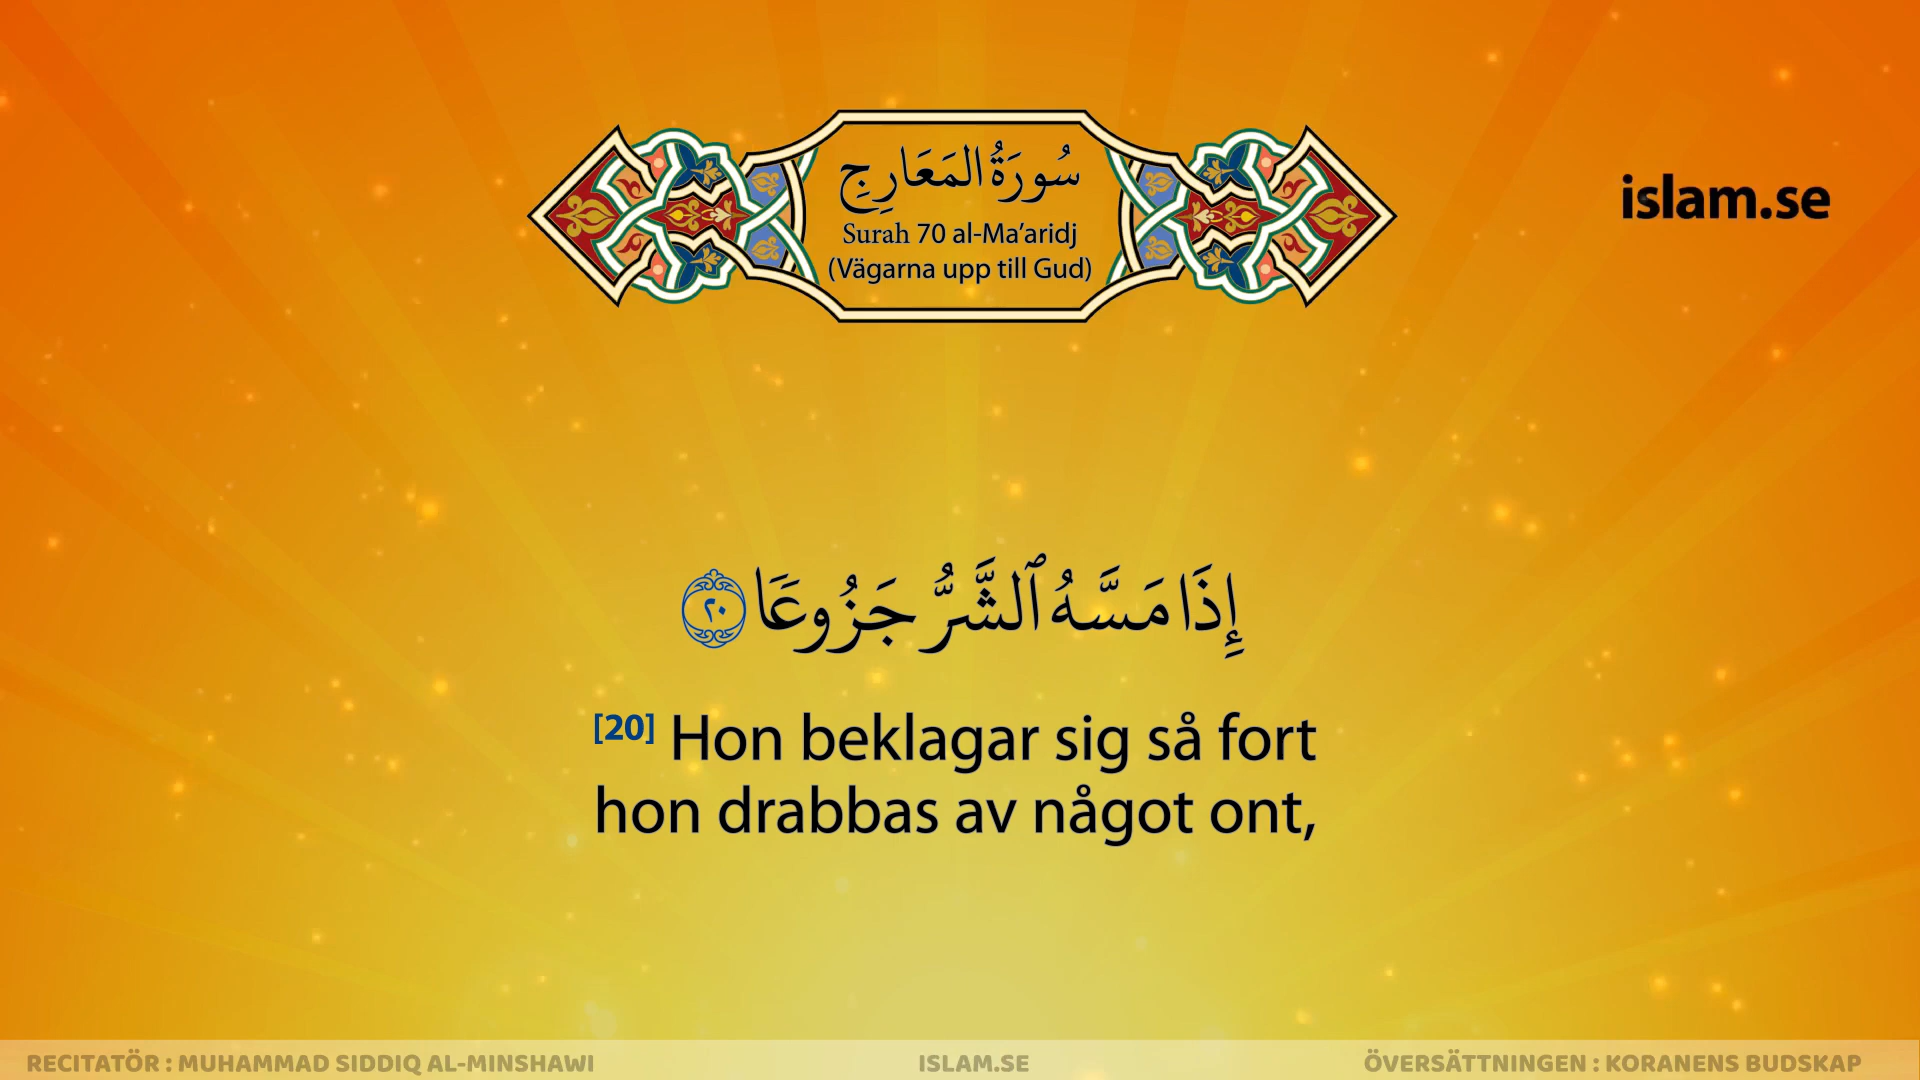 سُورَةُ المَعَارِجِ
Surah 70 al-Ma’aridj
(Vägarna upp till Gud)
islam.se
إِذَا مَسَّهُ ٱلشَّرُّ جَزُوعٗا ٢٠
[20] Hon beklagar sig så fort
hon drabbas av något ont,
RECITATÖR : MUHAMMAD SIDDIQ AL-MINSHAWI
ISLAM.SE
ÖVERSÄTTNINGEN : KORANENS BUDSKAP